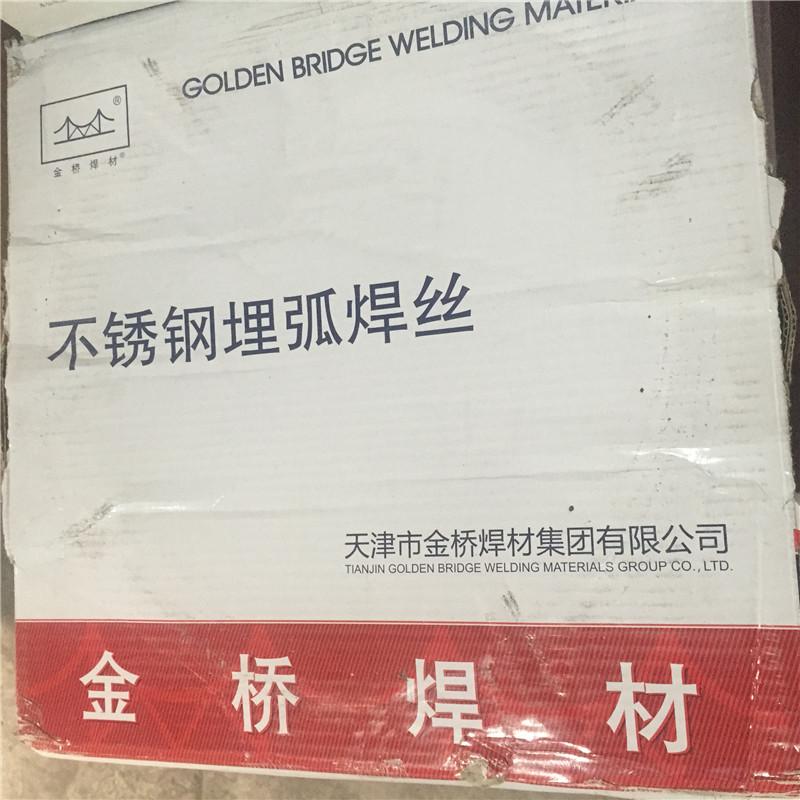 GOLDEN BRIDGE WELDING
®
金桥焊材®
不锈钢埋弧焊丝
天津市金桥焊材集团有限公司
TIANJIN GOLDEN BRIDGE WELDING MATERIALS GROUP CO., LTD.
金桥焊材